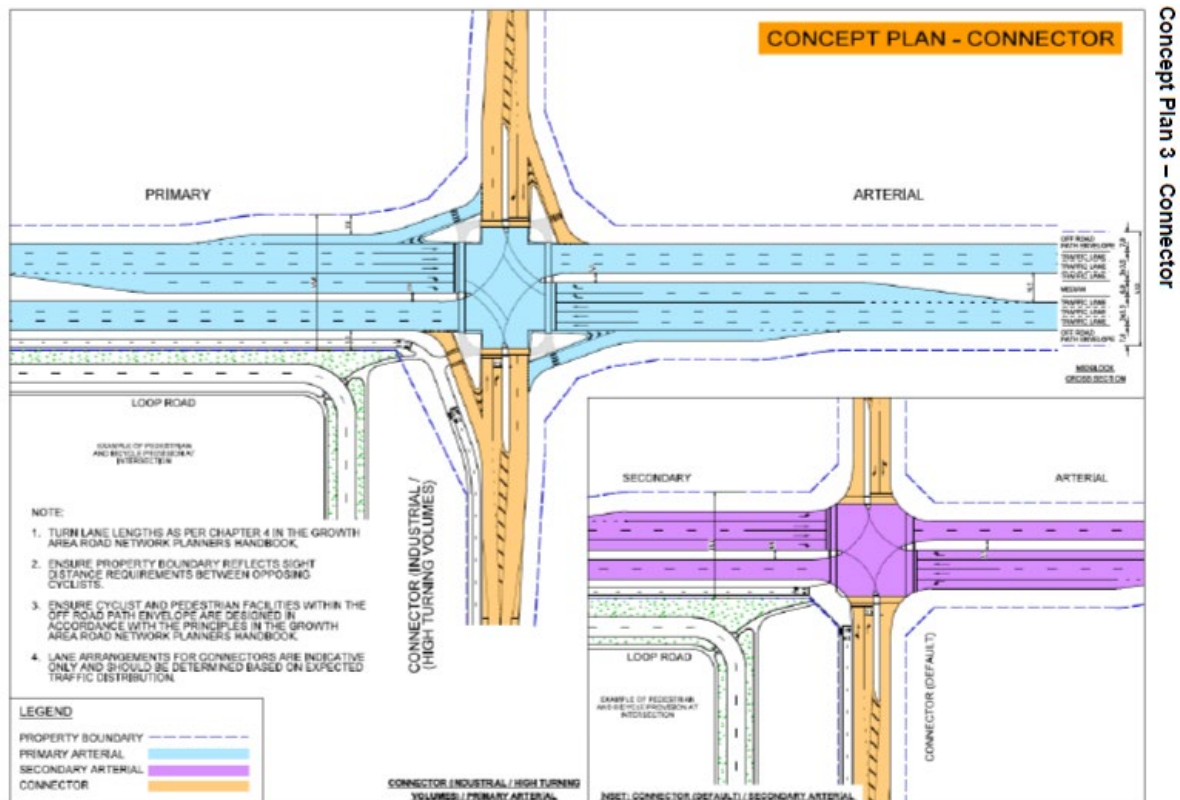 CONCEPT PLAN - CONNECTOR
Concept Plan 3 – Connector
PRIMARY
ARTERIAL
OFF ROAD
PATH ENVELOPE
TRAFFIC LANE
TRAFFIC LANE
TRAFFIC LANE
MEDIAN
TRAFFIC LANE
TRAFFIC LANE
TRAFFIC LANE
OFF ROAD
PATH ENVELOPE
MIDBLOCK
CROSS SECTION
LOOP ROAD
EXAMPLE OF PEDESTRIAN
AND BICYCLE PROVISION AT
INTERSECTION
CONNECTOR (INDUSTRIAL /
(HIGH TURNING VOLUMES)
NOTE:
1. TURN LANE LENGTHS AS PER CHAPTER 4 IN THE GROWTH
AREA ROAD NETWORK PLANNERS HANDBOOK.
2. ENSURE PROPERTY BOUNDARY REFLECTS SIGHT
DISTANCE REQUIREMENTS BETWEEN OPPOSING
CYCLISTS.
3. ENSURE CYCLIST AND PEDESTRIAN FACILITIES WITHIN THE
OFF ROAD PATH ENVELOPE ARE DESIGNED IN
ACCORDANCE WITH THE PRINCIPLES IN THE GROWTH
AREA ROAD NETWORK PLANNERS HANDBOOK.
4. LANE ARRANGEMENTS FOR CONNECTORS ARE INDICATIVE
ONLY AND SHOULD BE DETERMINED BASED ON EXPECTED
TRAFFIC DISTRIBUTION.
LEGEND
PROPERTY BOUNDARY
PRIMARY ARTERIAL
SECONDARY ARTERIAL
CONNECTOR
CONNECTOR (INDUSTRIAL / HIGH TURNING
VOLUMES) / PRIMARY ARTERIAL
SECONDARY
ARTERIAL
LOOP ROAD
EXAMPLE OF PEDESTRIAN
AND BICYCLE PROVISION AT
INTERSECTION
CONNECTOR (DEFAULT)
INSET: CONNECTOR (DEFAULT) / SECONDARY ARTERIAL